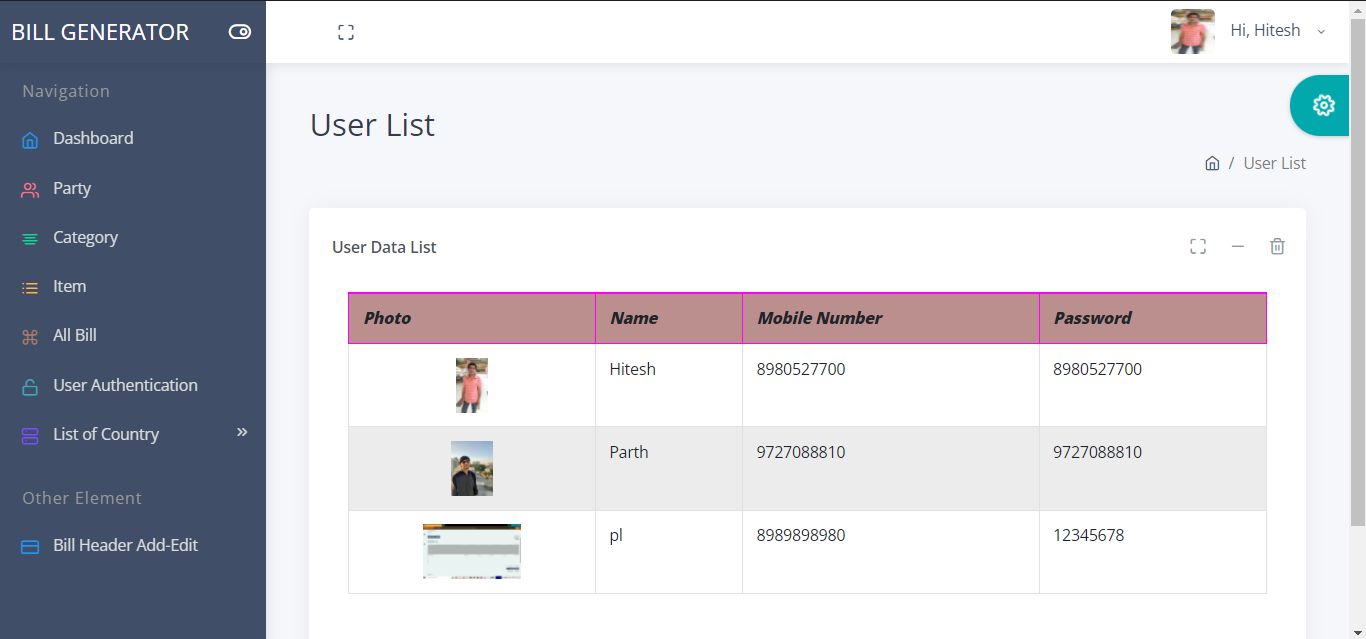 BILL GENERATOR
Hi, Hitesh
Navigation
Dashboard
Party
Category
Item
All Bill
User Authentication
List of Country
Other Element
Bill Header Add-Edit
User List
/ User List
User Data List
Photo Name Mobile Number Password
Hitesh 8980527700 8980527700
Parth 9727088810 9727088810
pl 8989898980 12345678